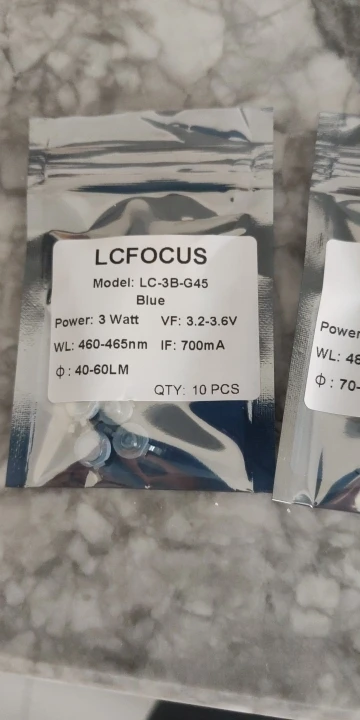 LCFOCUS
Model: LC-3B-G45
Blue
Power: 3 Watt VF: 3.2-3.6V
WL: 460-465nm IF: 700mA
Φ: 40-60LM
QTY: 10 PCS
Power:
WL: 48
Φ: 70-